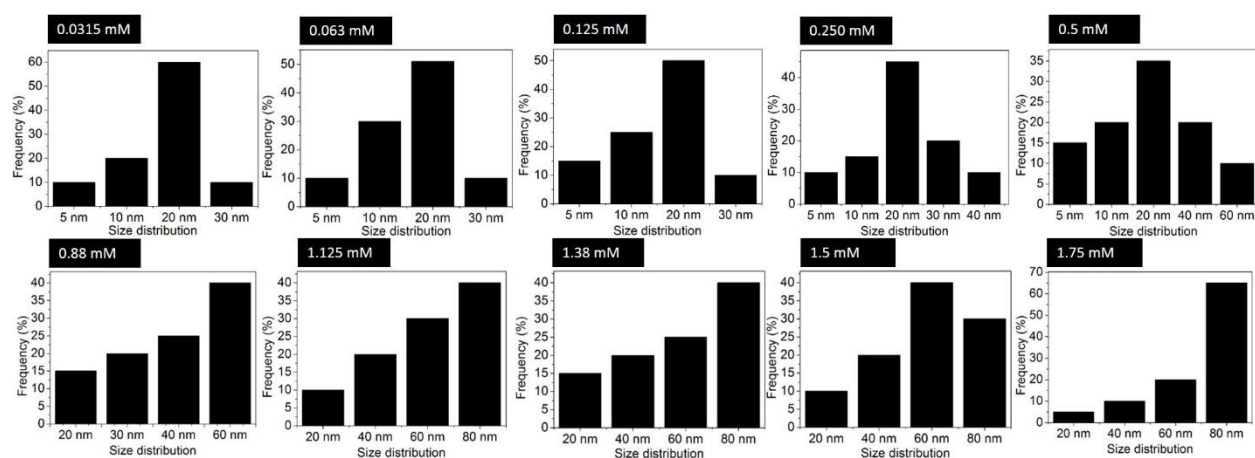 0.0315 mM
Frequency (%)
60
50
40
30
20
10
0
5 nm 10 nm 20 nm 30 nm
Size distribution
0.063 mM
Frequency (%)
50
40
30
20
10
0
5 nm 10 nm 20 nm 30 nm
Size distribution
0.125 mM
Frequency (%)
50
40
30
20
10
0
5 nm 10 nm 20 nm 30 nm
Size distribution
0.250 mM
Frequency (%)
40
30
20
10
0
5 nm 10 nm 20 nm 30 nm 40 nm
Size distribution
0.5 mM
Frequency (%)
35
30
25
20
15
10
5
0
5 nm 10 nm 20 nm 40 nm 60 nm
Size distribution
0.88 mM
Frequency (%)
40
35
30
25
20
15
10
5
0
20 nm 30 nm 40 nm 60 nm
Size distribution
1.125 mM
Frequency (%)
40
35
30
25
20
15
10
5
0
20 nm 40 nm 60 nm 80 nm
Size distribution
1.38 mM
Frequency (%)
40
35
30
25
20
15
10
5
0
20 nm 40 nm 60 nm 80 nm
Size distribution
1.5 mM
Frequency (%)
40
35
30
25
20
15
10
5
0
20 nm 40 nm 60 nm 80 nm
Size distribution
1.75 mM
Frequency (%)
70
60
50
40
30
20
10
0
20 nm 40 nm 60 nm 80 nm
Size distribution